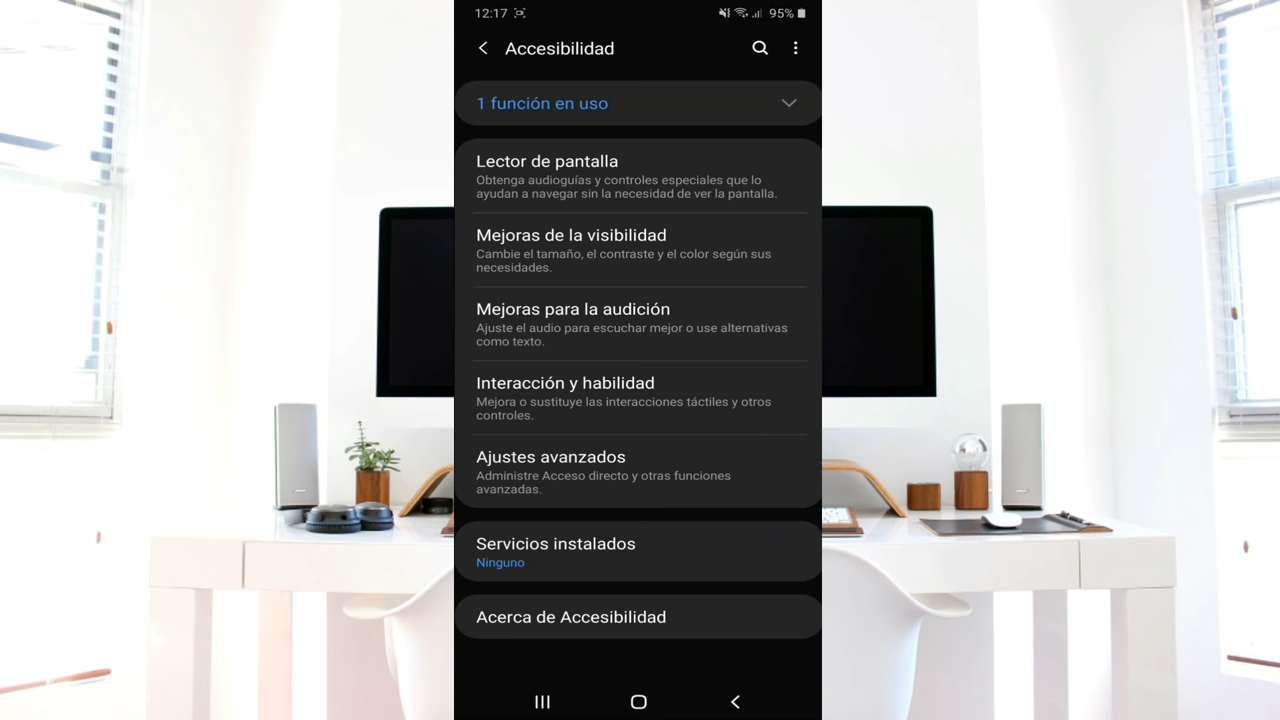 12:17 95%
Accesibilidad
1 función en uso
Lector de pantalla
Obtenga audioguías y controles especiales que lo
ayudan a navegar sin la necesidad de ver la pantalla.
Mejoras de la visibilidad
Cambie el tamaño, el contraste y el color según sus
necesidades.
Mejoras para la audición
Ajuste el audio para escuchar mejor o use alternativas
como texto.
Interacción y habilidad
Mejora o sustituye las interacciones táctiles y otros
controles.
Ajustes avanzados
Administre Acceso directo y otras funciones
avanzadas.
Servicios instalados
Ninguno
Acerca de Accesibilidad